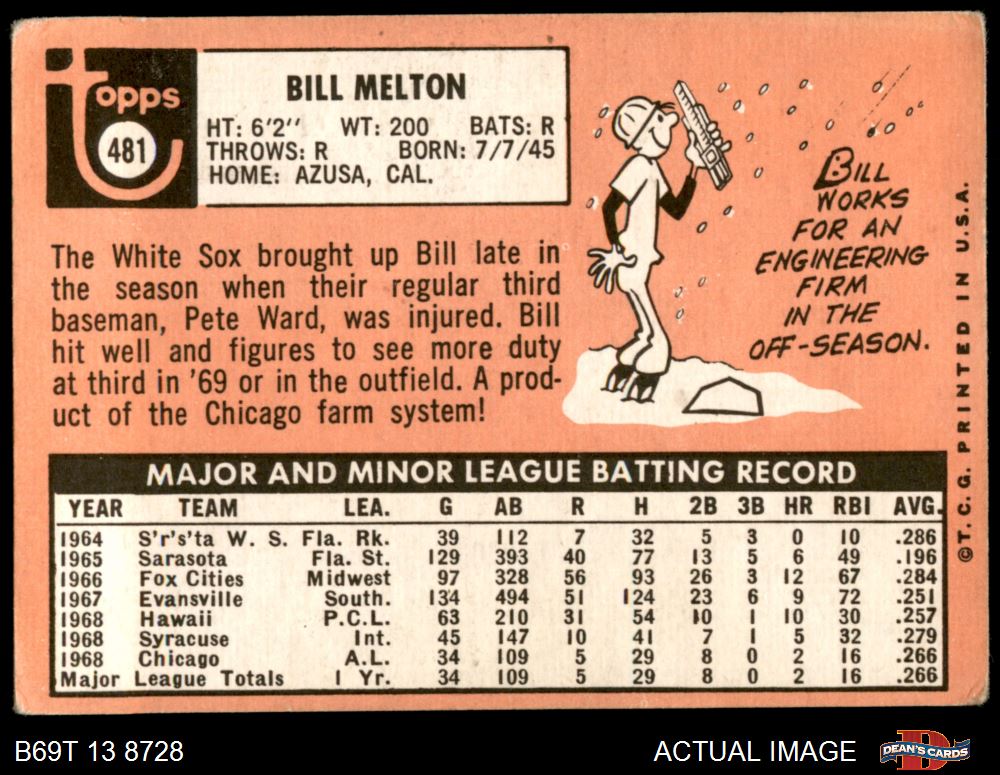 topps
481
BILL MELTON
HT: 6'2" WT: 200 BATS: R
THROWS: R BORN: 7/7/45
HOME: AZUSA, CAL.
The White Sox brought up Bill late in
the season when their regular third
baseman, Pete Ward, was injured. Bill
hit well and figures to see more duty
at third in '69 or in the outfield. A prod-
uct of the Chicago farm system!
BILL
WORKS
FOR AN
ENGINEERING
FIRM
IN THE
OFF-SEASON.
©T. C. G. PRINTED IN U.S.A.
MAJOR AND MINOR LEAGUE BATTING RECORD
YEAR TEAM LEA. G AB R H 2B 3B HR RBI AVG.
1964 S'r's'ta W. S. Fla. Rk. 39 112 7 32 5 3 0 10 .286
1965 Sarasota Fla. St. 129 393 40 77 13 5 6 49 .196
1966 Fox Cities Midwest 97 328 56 93 26 3 12 67 .284
1967 Evansville South. 134 494 51 124 23 6 9 72 .251
1968 Hawaii P.C.L. 63 210 31 54 10 1 10 30 .257
1968 Syracuse Int. 45 147 10 41 7 1 5 32 .279
1968 Chicago A.L. 34 109 5 29 8 0 2 16 .266
Major League Totals 1 Yr. 34 109 5 29 8 0 2 16 .266
B69T 13 8728
ACTUAL IMAGE
DEAN'S CARDS